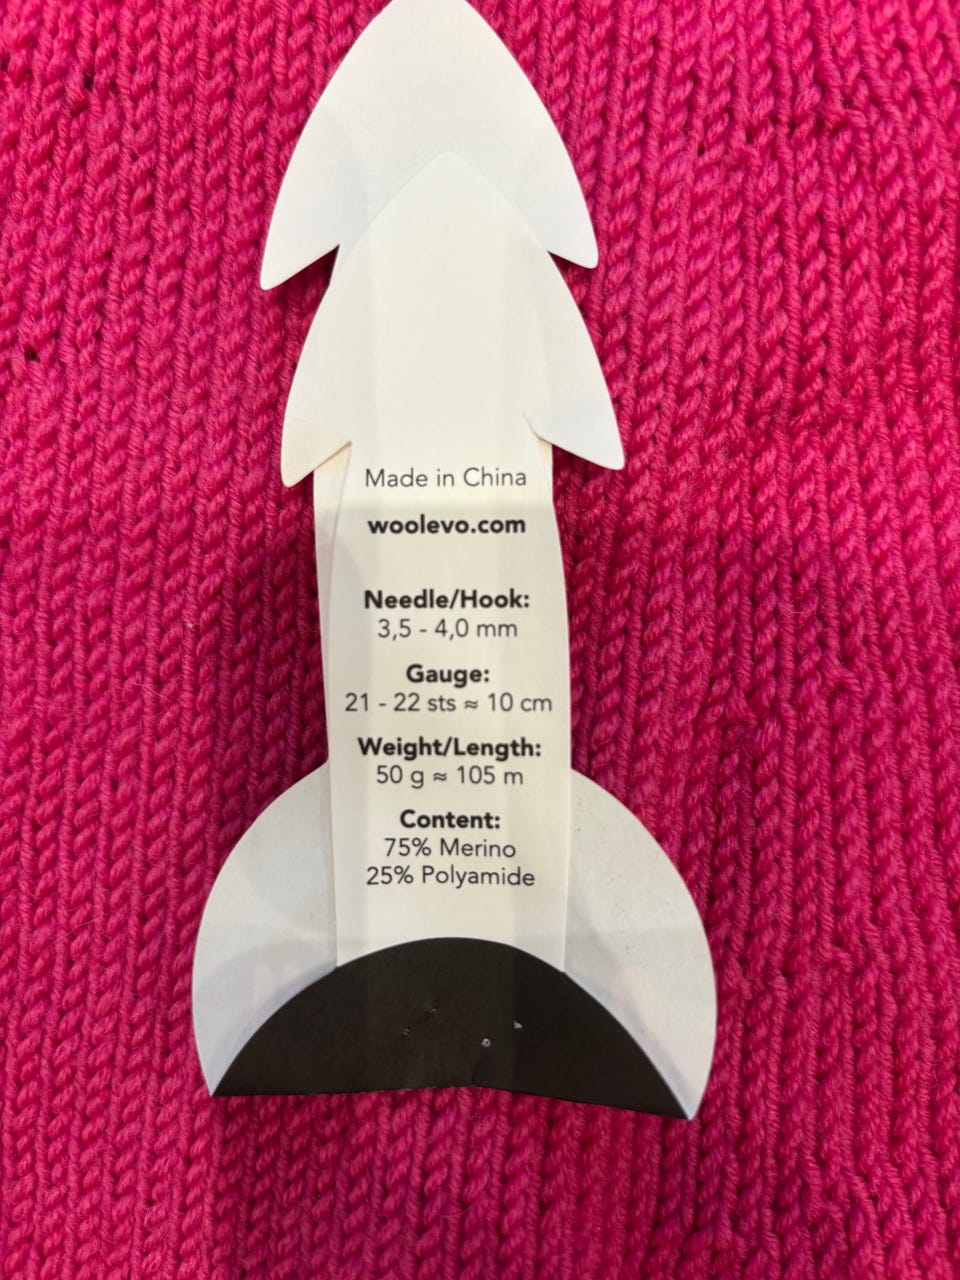 Made in China
woolevo.com
Needle/Hook:
3,5 - 4,0 mm
Gauge:
21 - 22 sts ≈ 10 cm
Weight/Length:
50 g ≈ 105 m
Content:
75% Merino
25% Polyamide